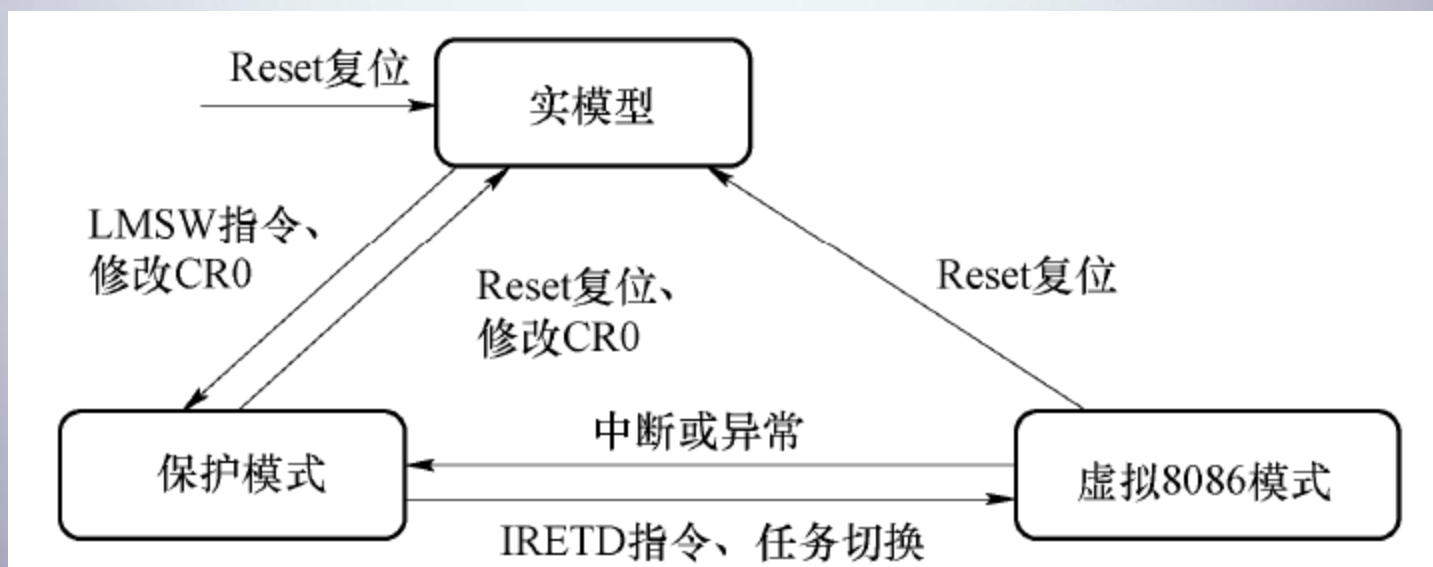 Reset复位
实模型
LMSW指令、
修改CR0
Reset复位、
修改CR0
Reset复位
中断或异常
保护模式
虚拟8086模式
IRETD指令、任务切换